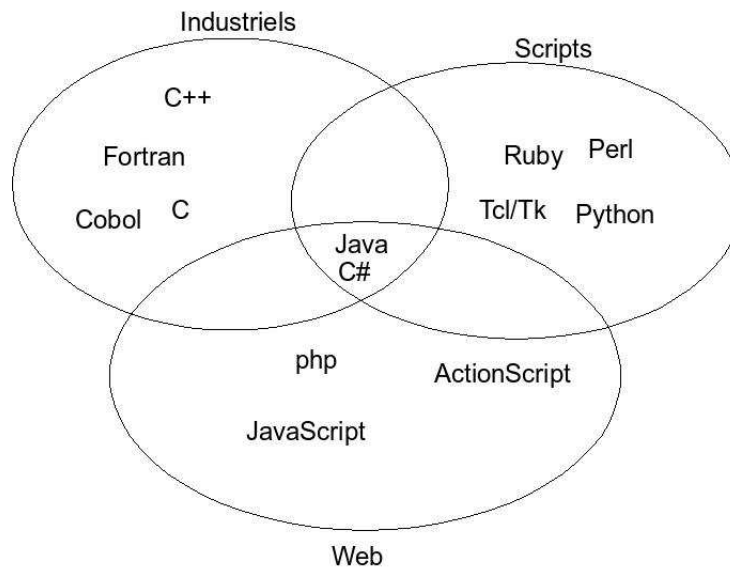 Industriels
Scripts
C++
Fortran
Ruby
Perl
Cobol
C
Tcl/Tk
Python
Java
C#
php
ActionScript
JavaScript
Web